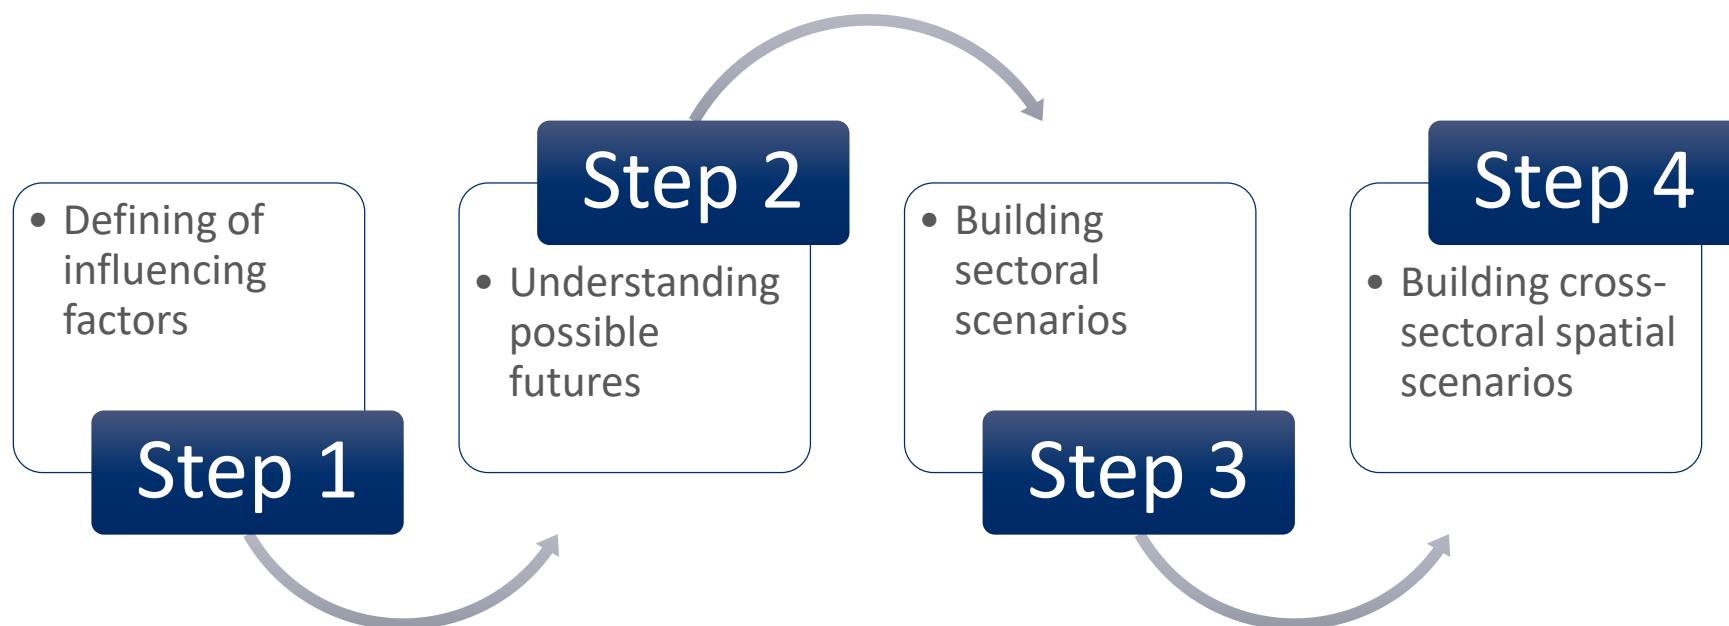 • Defining of
influencing
factors
Step 1
Step 2
• Understanding
possible
futures
• Building
sectoral
scenarios
Step 3
Step 4
• Building cross-
sectoral spatial
scenarios